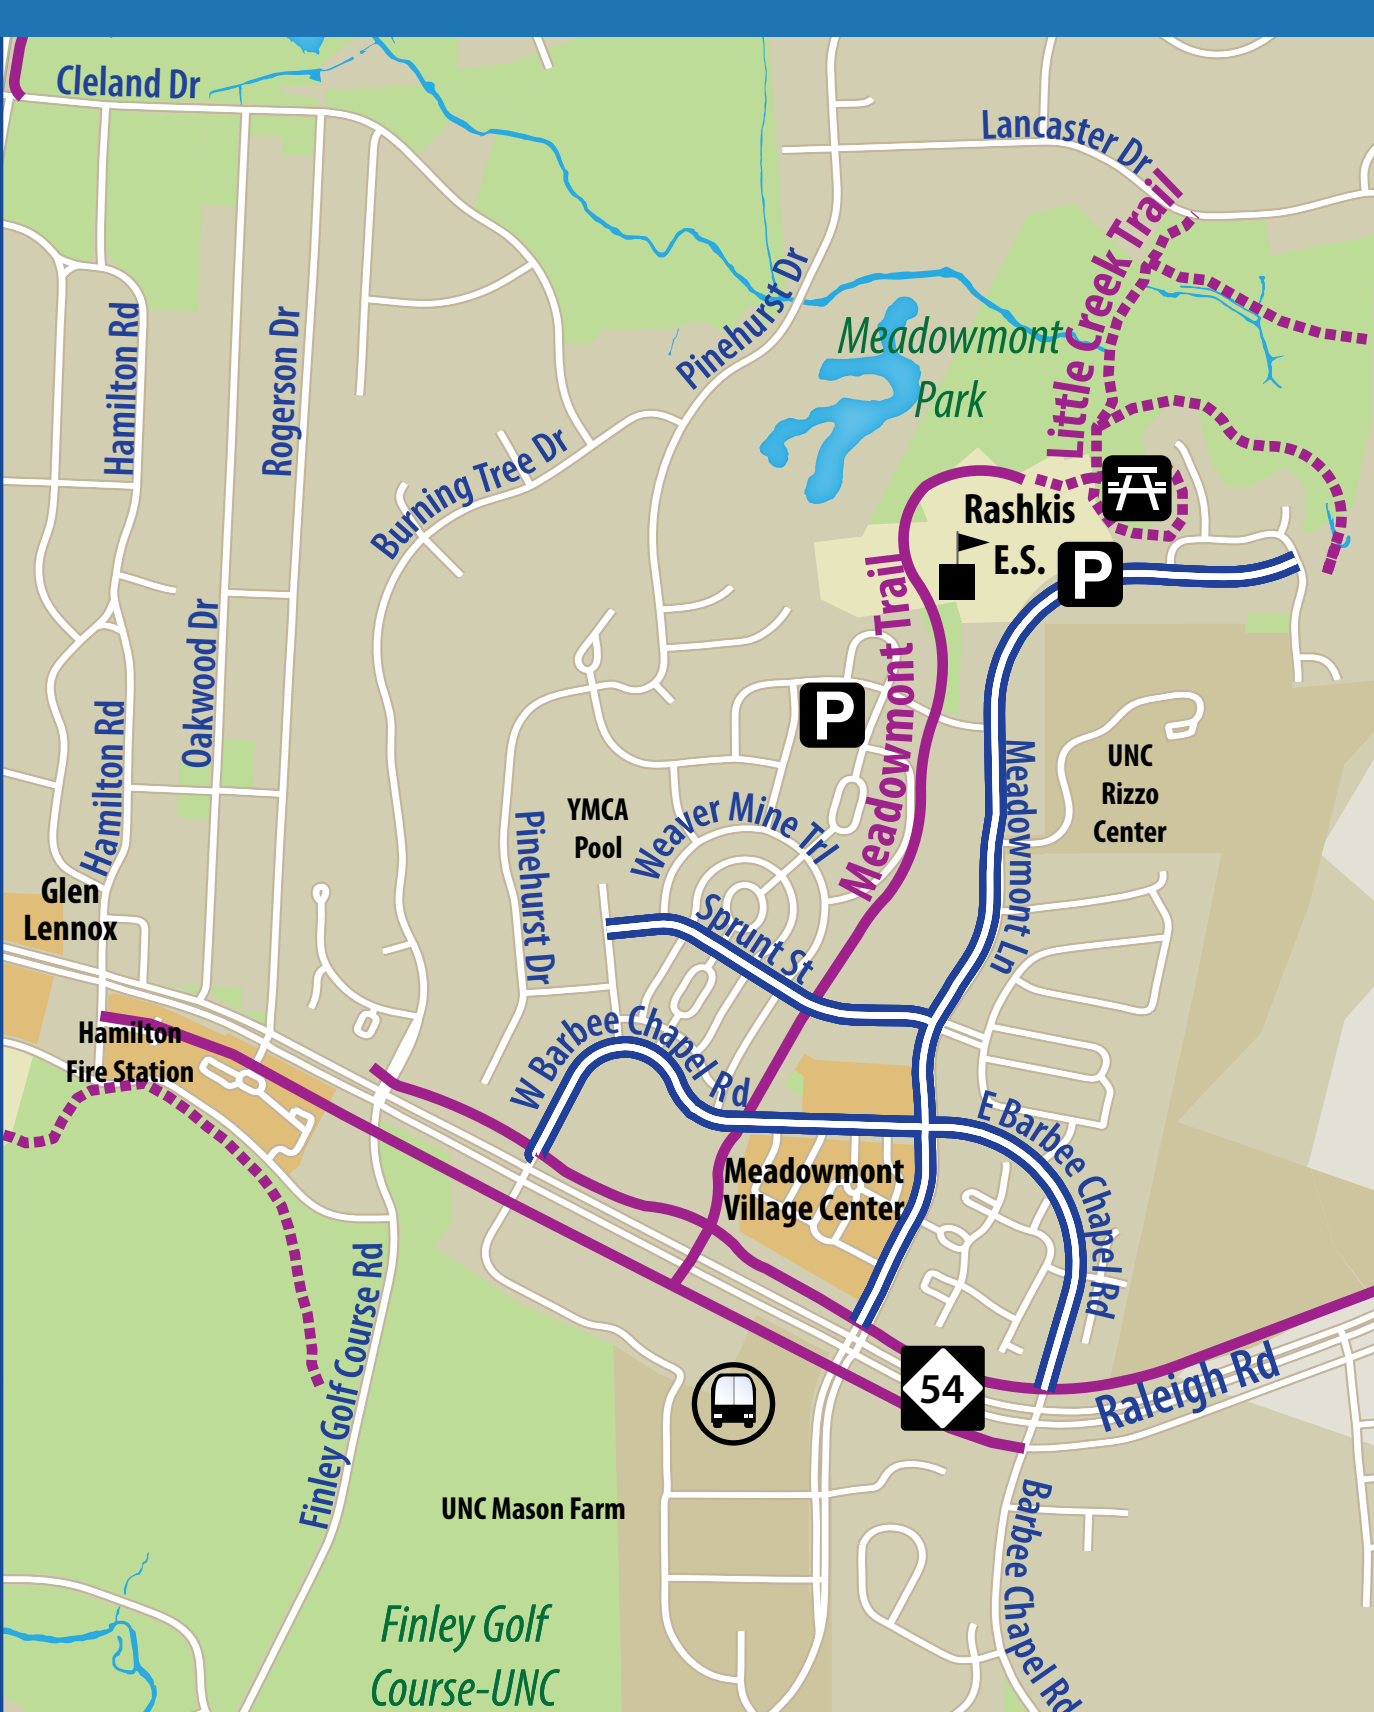 Cleland Dr
Lancaster Dr
Little Creek Trail
Pinehurst Dr
Meadowmont
Park
Hamilton Rd
Rogerson Dr
Burning Tree Dr
Rashkis
E.S.
P
Meadowmont Trail
Oakwood Dr
Hamilton Rd
P
Meadowmont Ln
UNC
Rizzo
Center
YMCA
Pool
Pinehurst Dr
Weaver Mine Trl
Sprunt St
Glen
Lennox
Hamilton
Fire Station
W Barbee Chapel Rd
E Barbee Chapel Rd
Meadowmont
Village Center
Finley Golf Course Rd
54
Raleigh Rd
UNC Mason Farm
Barbee Chapel Rd
Finley Golf
Course-UNC